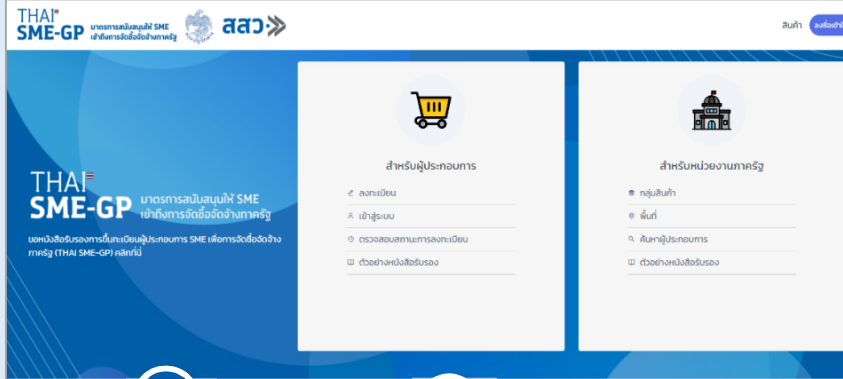 THAI
SME-GP
มาตรการสนับสนุนให้ SME
เข้าถึงการจัดซื้อจัดจ้างภาครัฐ
สสว
สินค้า
THAI
SME-GP
มาตรการสนับสนุนให้ SME
เข้าถึงการจัดซื้อจัดจ้างภาครัฐ
ขอหนังสือรับรองการขึ้นทะเบียนผู้ประกอบการ SME เพื่อการจัดซื้อจัดจ้าง
ภาครัฐ (THAI SME-GP) คลิกที่นี่
สำหรับผู้ประกอบการ
ลงทะเบียน
เข้าสู่ระบบ
ตรวจสอบสถานะการลงทะเบียน
ตัวอย่างหนังสือรับรอง
สำหรับหน่วยงานภาครัฐ
กลุ่มสินค้า
พื้นที่
ค้นหาผู้ประกอบการ
ตัวอย่างหนังสือรับรอง